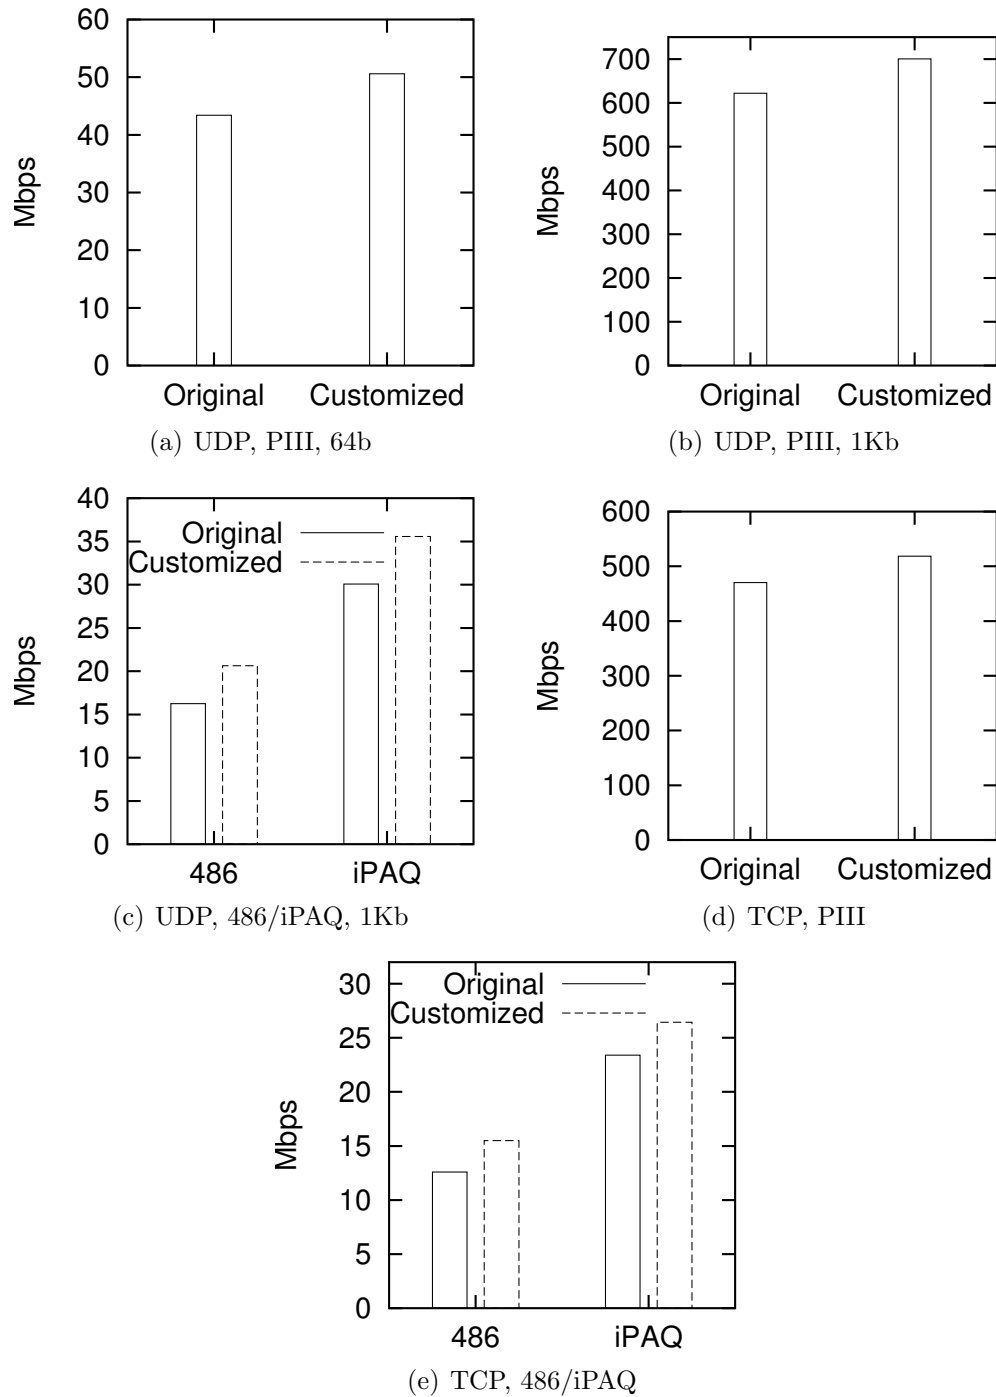 60
50
40
30
20
10
0
Mbps
Original Customized
(a) UDP, PIII, 64b
700
600
500
400
300
200
100
0
Mbps
Original Customized
(b) UDP, PIII, 1Kb
40
35
30
25
20
15
10
5
0
Mbps
Original
Customized
486 iPAQ
(c) UDP, 486/iPAQ, 1Kb
600
500
400
300
200
100
0
Mbps
Original Customized
(d) TCP, PIII
30
25
20
15
10
5
0
Mbps
Original
Customized
486 iPAQ
(e) TCP, 486/iPAQ